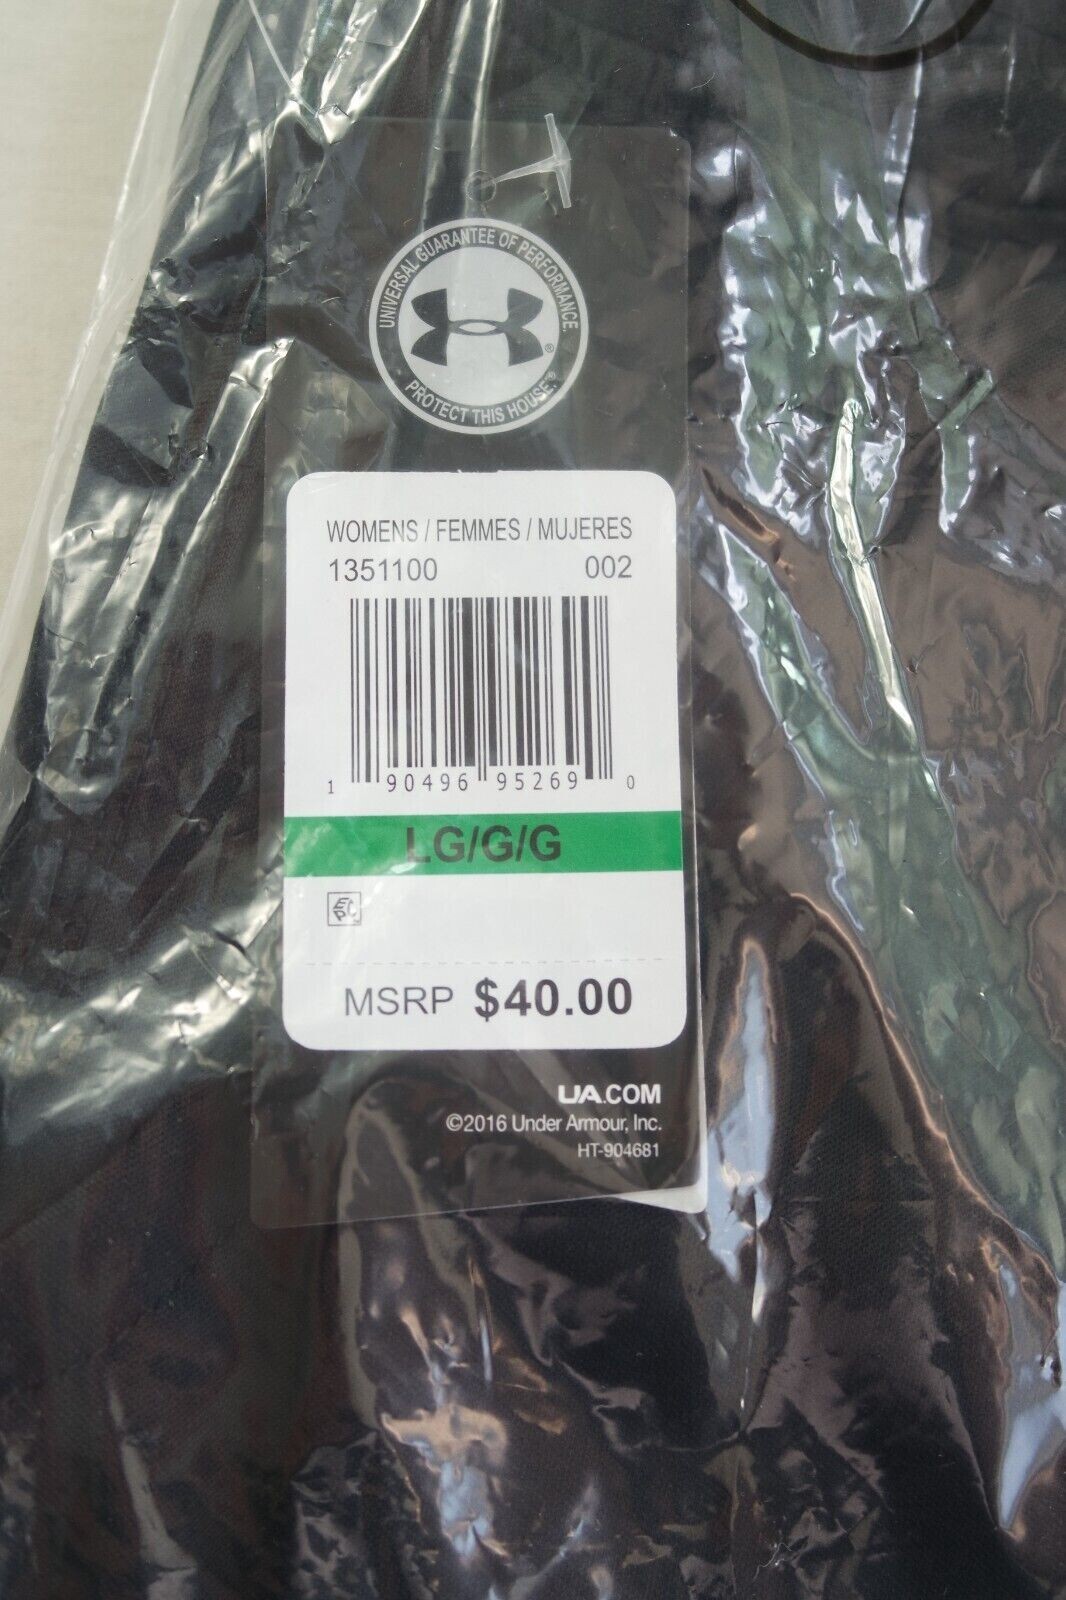 UNIVERSAL GUARANTEE OF PERFORMANCE.
®
PROTECT THIS HOUSE.®
WOMENS / FEMMES / MUJERES
1351100 002
1 90496 95269 0
LG/G/G
EPC
MSRP $40.00
UA.COM
©2016 Under Armour, Inc.
HT-904681